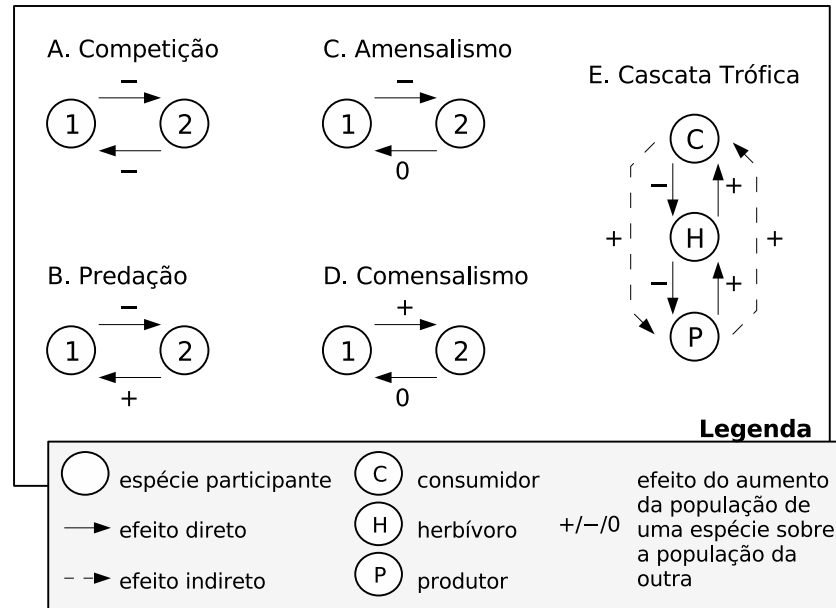 A. Competição
−
1 2
−
C. Amensalismo
−
1 2
0
B. Predação
−
1 2
+
D. Comensalismo
+
1 2
0
E. Cascata Trófica
C
− +
+ H +
− +
P
Legenda
espécie participante
efeito direto
efeito indireto
C consumidor
H herbívoro
P produtor
+/−/0
efeito do aumento
da população de
uma espécie sobre
a população da
outra